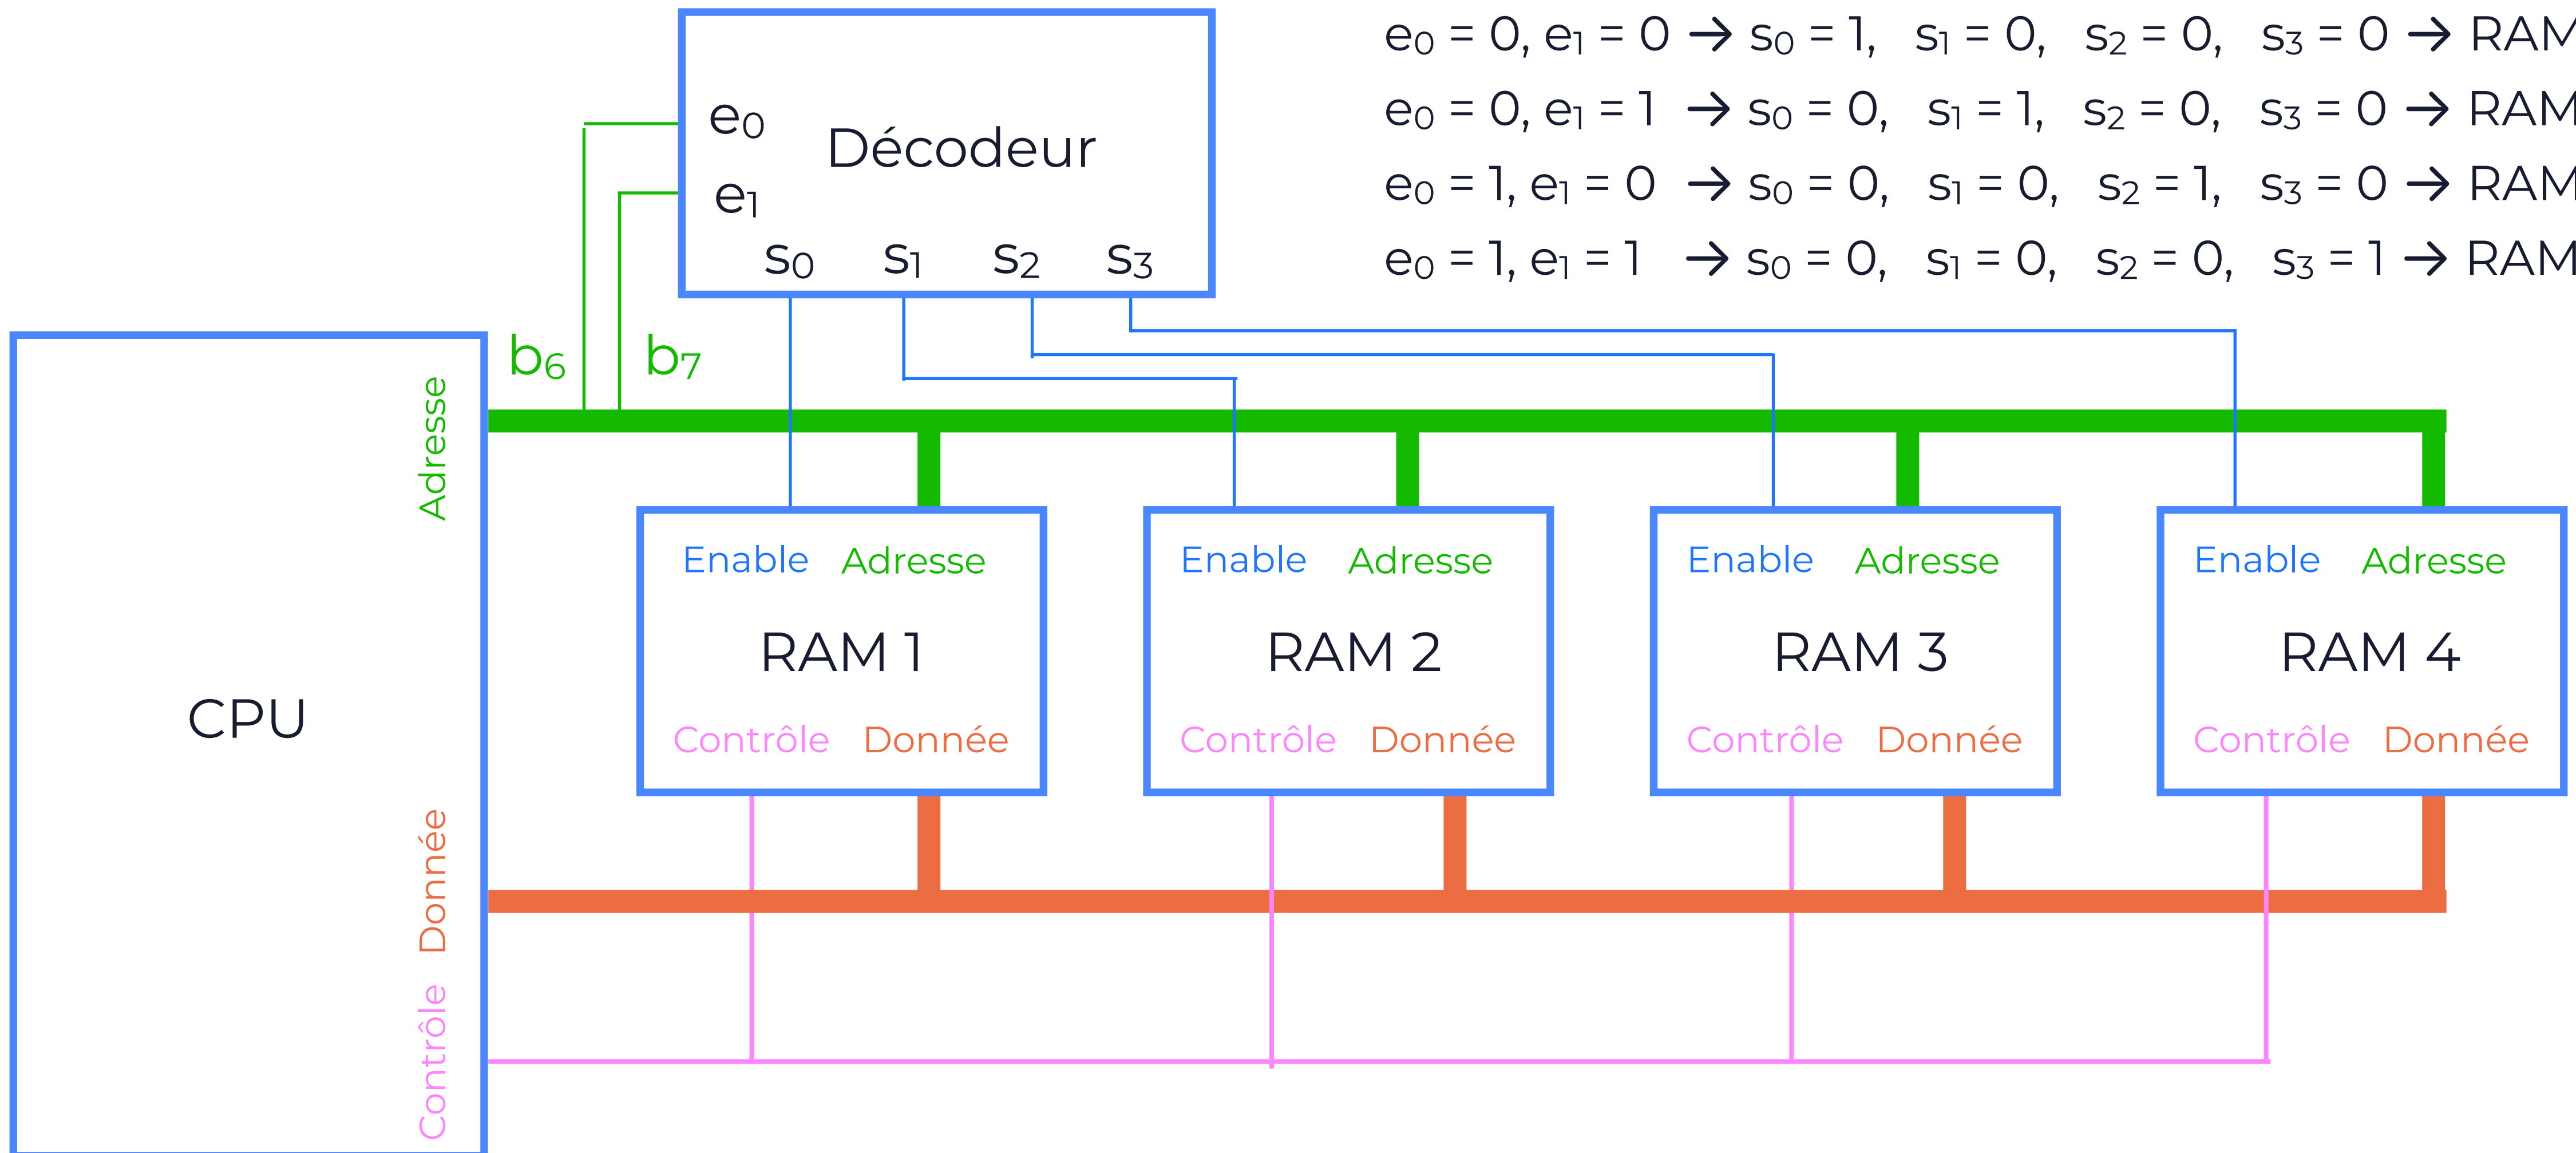 e₀ = 0, e₁ = 0 → s₀ = 1, s₁ = 0, s₂ = 0, s₃ = 0 → RAM
e₀ = 0, e₁ = 1 → s₀ = 0, s₁ = 1, s₂ = 0, s₃ = 0 → RAM
e₀ = 1, e₁ = 0 → s₀ = 0, s₁ = 0, s₂ = 1, s₃ = 0 → RAM
e₀ = 1, e₁ = 1 → s₀ = 0, s₁ = 0, s₂ = 0, s₃ = 1 → RAM
e₀
Décodeur
e₁
s₀ s₁ s₂ s₃
b₆ b₇
Adresse
CPU
Donnée
Contrôle
Enable Adresse
RAM 1
Contrôle Donnée
Enable Adresse
RAM 2
Contrôle Donnée
Enable Adresse
RAM 3
Contrôle Donnée
Enable Adresse
RAM 4
Contrôle Donnée